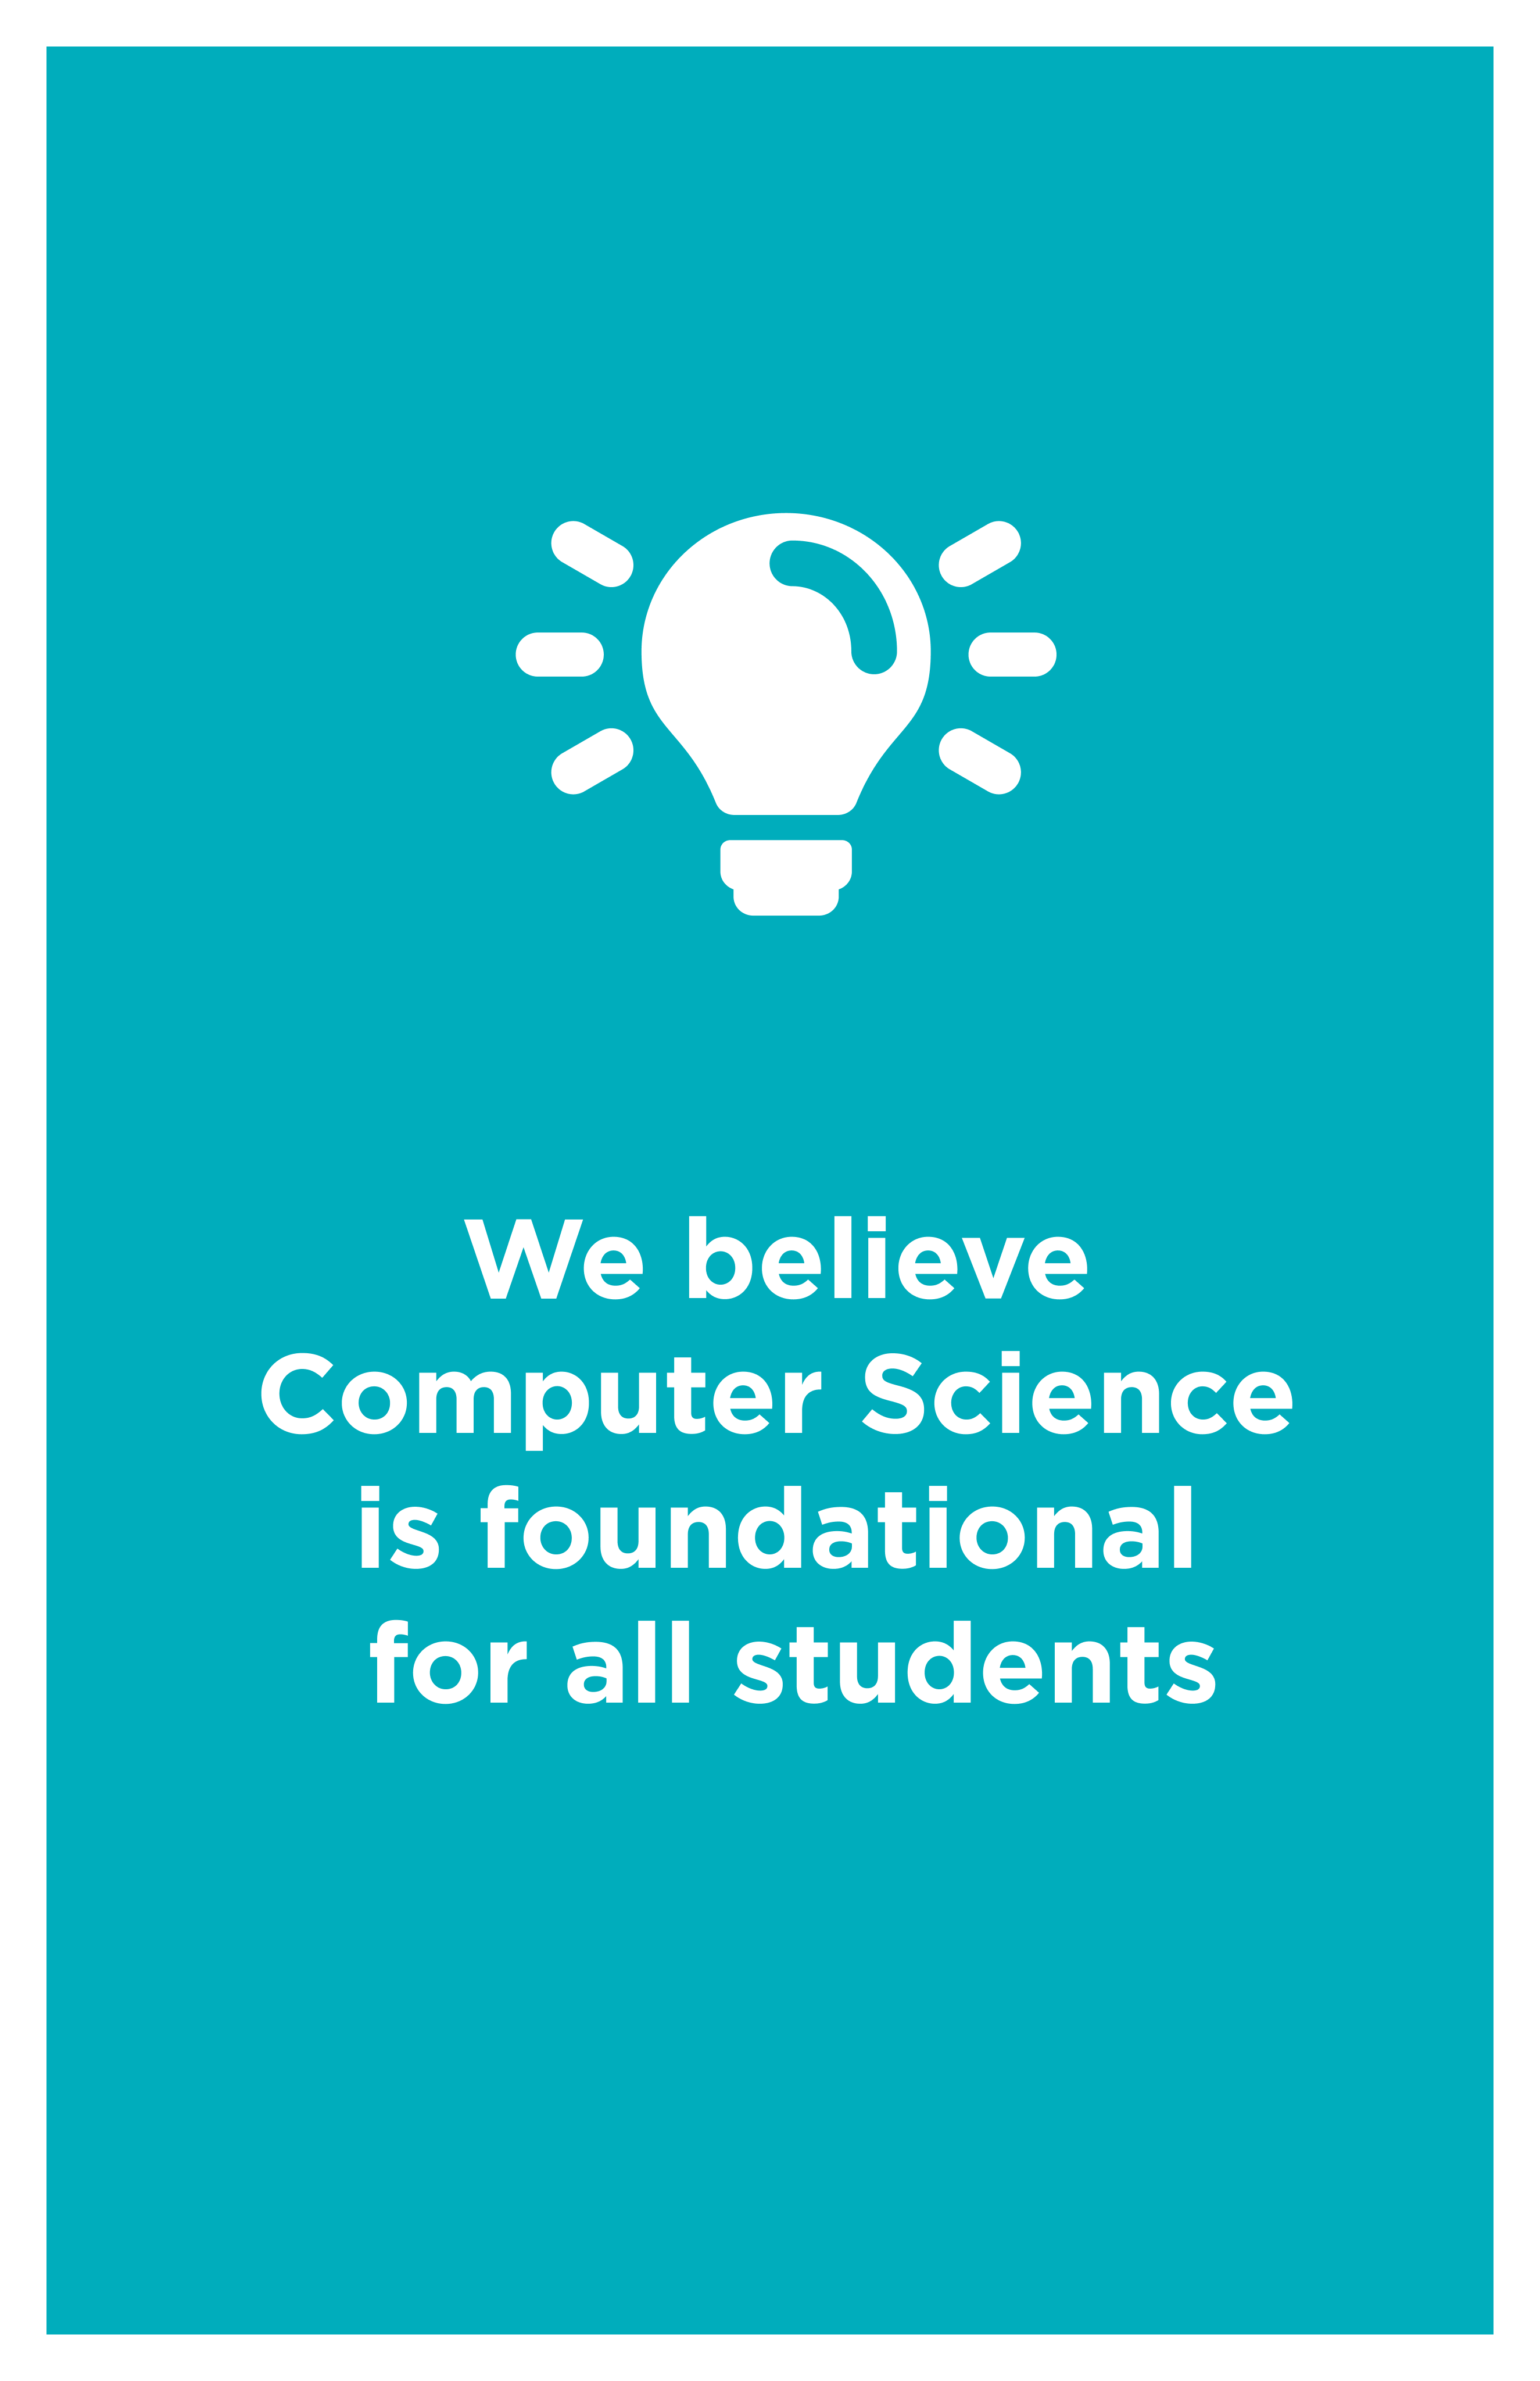 We believe
Computer Science
is foundational
for all students